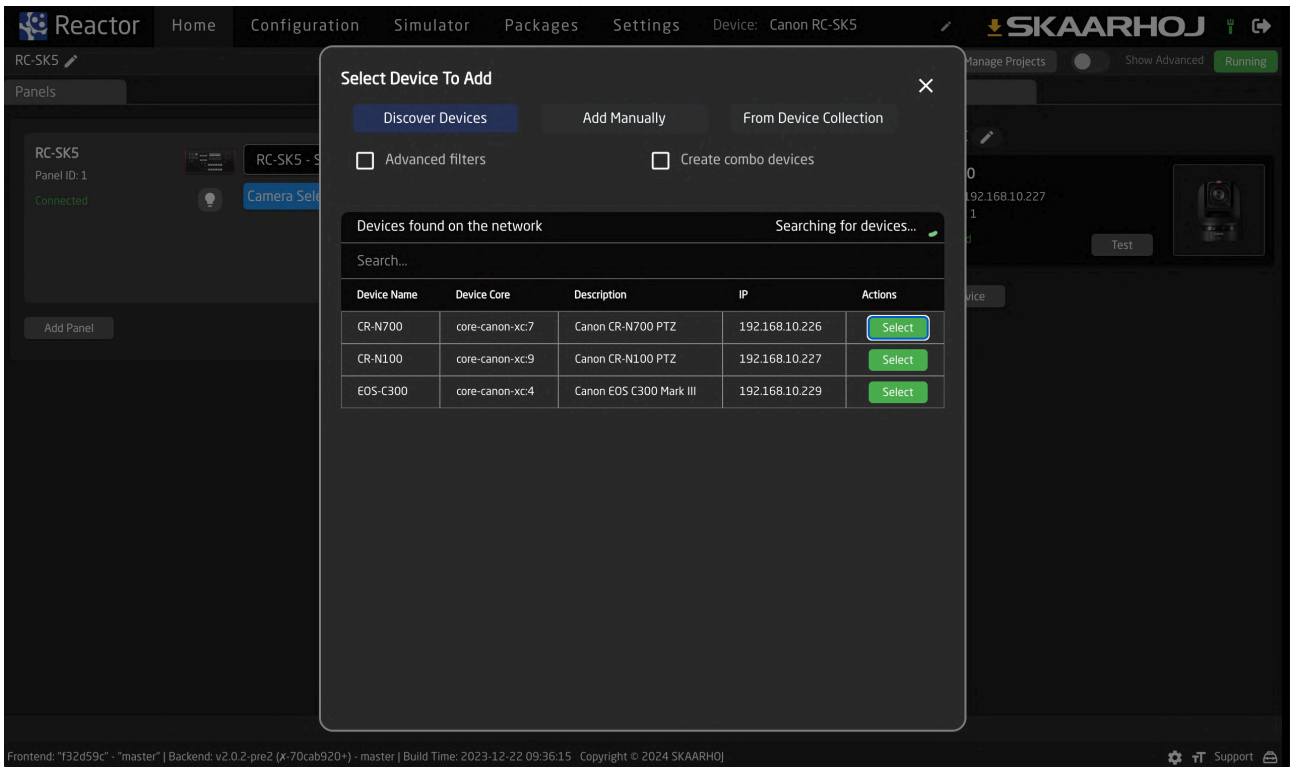 Reactor Home Configuration Simulator Packages Settings Device: Canon RC-SK5 SKAARHOJ
RC-SK5 Manage Projects Show Advanced Running
Panels
Select Device To Add
Discover Devices Add Manually From Device Collection
Advanced filters Create combo devices
RC-SK5
Panel ID: 1
Connected
RC-SK5 - S
Camera Sele
0
192.168.10.227
1
d
Test
vice
Add Panel
Devices found on the network Searching for devices...
Search...
Device Name Device Core Description IP Actions
CR-N700 core-canon-xc:7 Canon CR-N700 PTZ 192.168.10.226 Select
CR-N100 core-canon-xc:9 Canon CR-N100 PTZ 192.168.10.227 Select
EOS-C300 core-canon-xc:4 Canon EOS C300 Mark III 192.168.10.229 Select
Frontend: "f32d59c" - "master" | Backend: v2.0.2-pre2 (✗-70cab920+) - master | Build Time: 2023-12-22 09:36:15 Copyright © 2024 SKAARHOJ Support